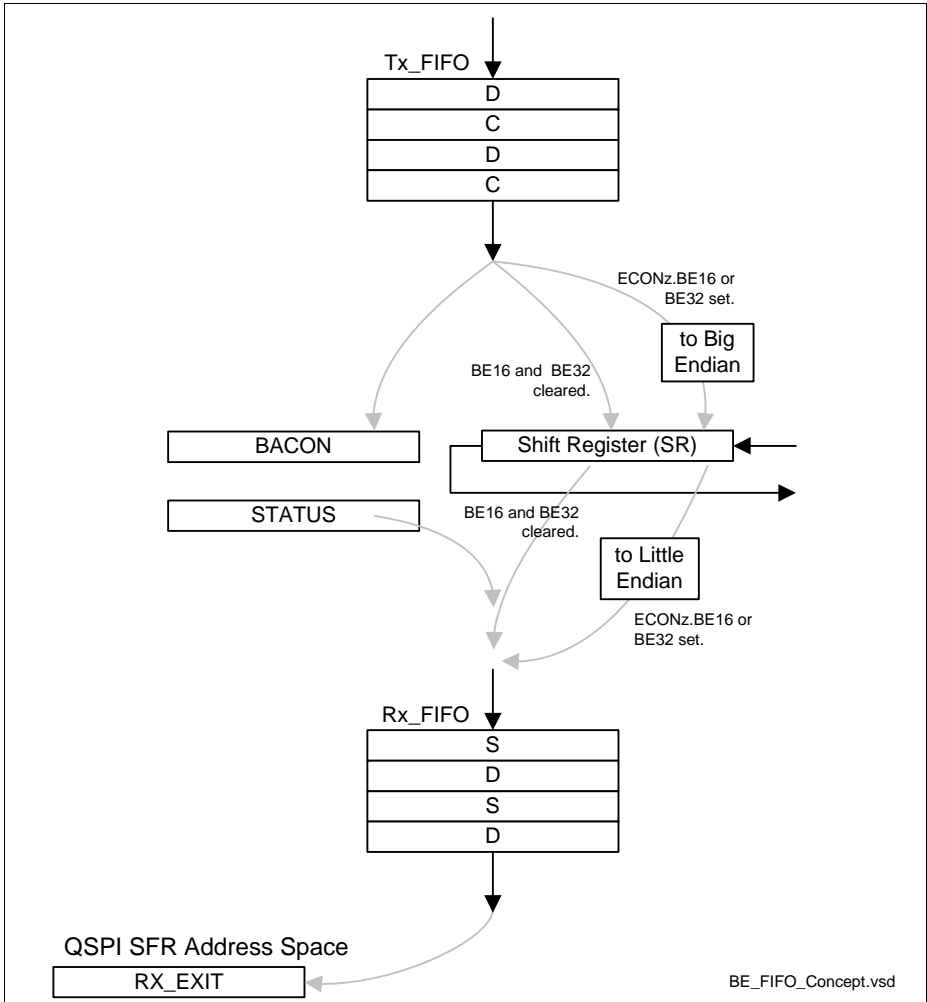 Tx_FIFO
D
C
D
C
ECONz.BE16 or
BE32 set.
to Big
Endian
BE16 and BE32
cleared.
BACON
Shift Register (SR)
STATUS
BE16 and BE32
cleared.
to Little
Endian
ECONz.BE16 or
BE32 set.
Rx_FIFO
S
D
S
D
QSPI SFR Address Space
RX_EXIT
BE_FIFO_Concept.vsd